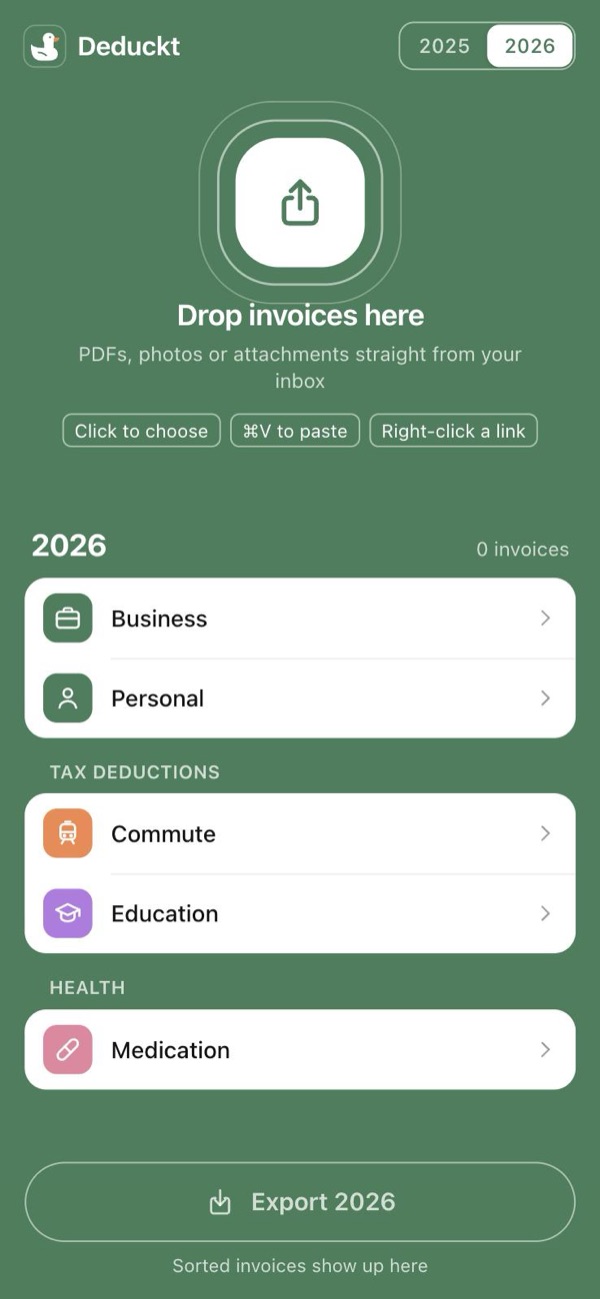 Deduckt
2025
2026
Drop invoices here
PDFs, photos or attachments straight from your
inbox
Click to choose
⌘V to paste
Right-click a link
2026
0 invoices
Business
Personal
TAX DEDUCTIONS
Commute
Education
HEALTH
Medication
Export 2026
Sorted invoices show up here